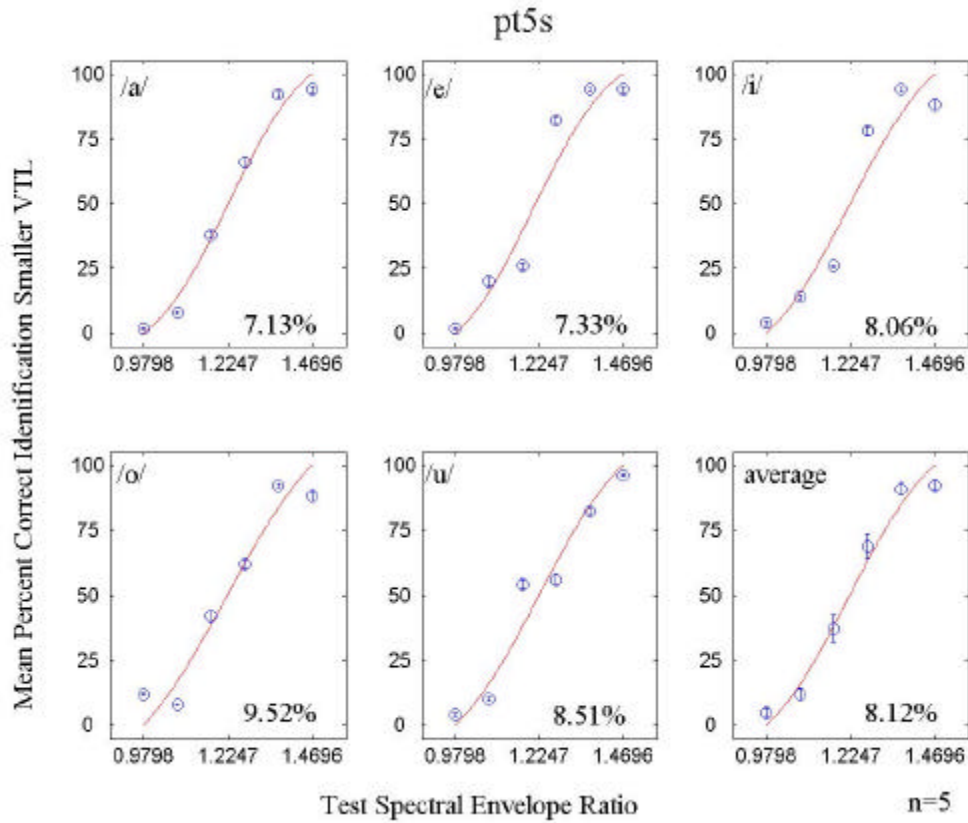 pt5s
Mean Percent Correct Identification Smaller VTL
/a/
100
75
50
25
0
7.13%
0.9798 1.2247 1.4696
/e/
100
75
50
25
0
7.33%
0.9798 1.2247 1.4696
/i/
100
75
50
25
0
8.06%
0.9798 1.2247 1.4696
/o/
100
75
50
25
0
9.52%
0.9798 1.2247 1.4696
/u/
100
75
50
25
0
8.51%
0.9798 1.2247 1.4696
average
100
75
50
25
0
8.12%
0.9798 1.2247 1.4696
Test Spectral Envelope Ratio
n=5